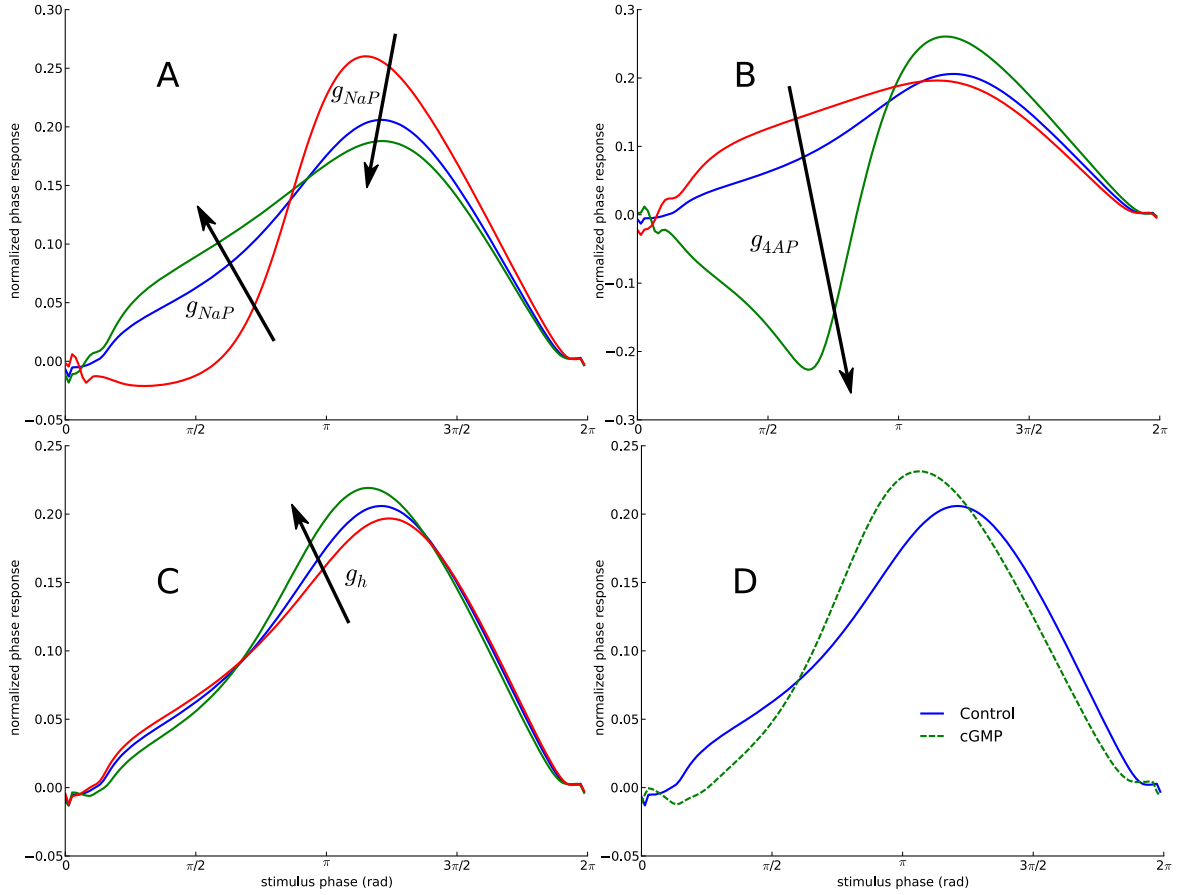 A
normalized phase response
0.30
0.25
0.20
0.15
0.10
0.05
0.00
−0.05
g_NaP
g_NaP
0
π/2
π
3π/2
2π
B
normalized phase response
0.3
0.2
0.1
0.0
−0.1
−0.2
−0.3
g_4AP
0
π/2
π
3π/2
2π
C
normalized phase response
0.20
0.15
0.10
0.05
0.00
−0.05
0.25
g_h
0
π/2
π
3π/2
2π
stimulus phase (rad)
D
normalized phase response
0.25
0.20
0.15
0.10
0.05
0.00
−0.05
Control
cGMP
0
π/2
π
3π/2
2π
stimulus phase (rad)